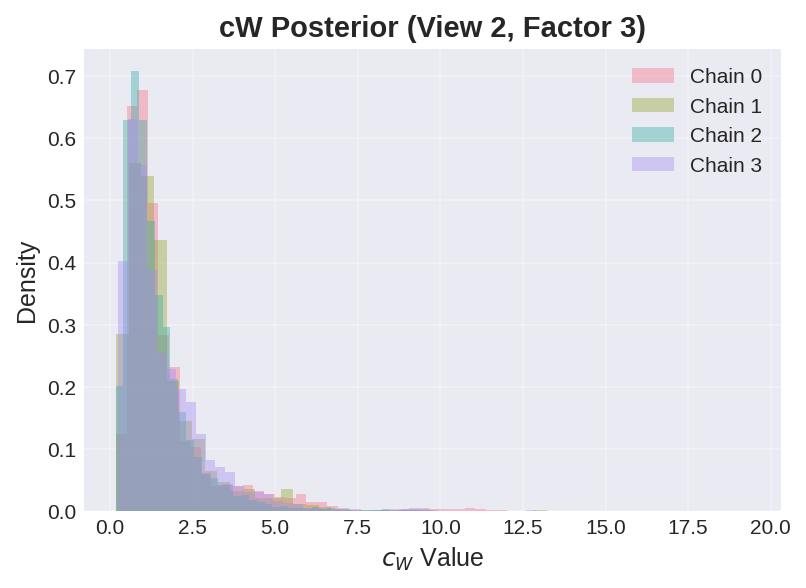 cW Posterior (View 2, Factor 3)
Chain 0
Chain 1
Chain 2
Chain 3
Density
0.7
0.6
0.5
0.4
0.3
0.2
0.1
0.0
0.0 2.5 5.0 7.5 10.0 12.5 15.0 17.5 20.0
c_W Value